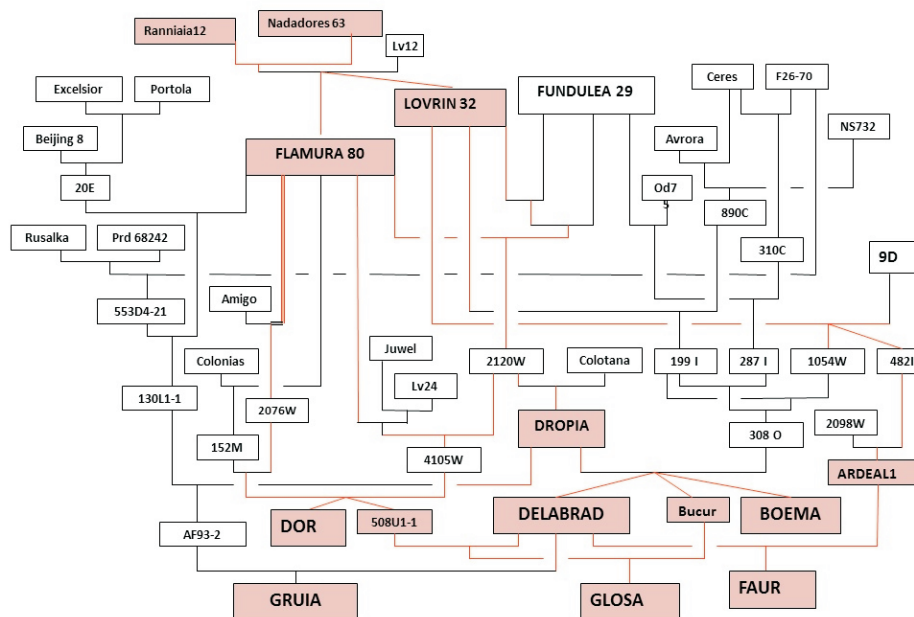 Ranniaia12
Nadadores 63
Lv12
Excelsior
Portola
LOVRIN 32
FUNDULEA 29
Ceres
F26-70
Beijing 8
Avrora
NS732
FLAMURA 80
20E
Od7
5
890C
Rusalka
Prd 68242
310C
9D
553D4-21
Amigo
Juwel
Colonias
2120W
Colotana
199 I
287 I
1054W
482I
Lv24
130L1-1
2076W
DROPIA
2098W
152M
308 O
4105W
ARDEAL1
DOR
508U1-1
DELABRAD
Bucur
BOEMA
AF93-2
GRUIA
GLOSA
FAUR